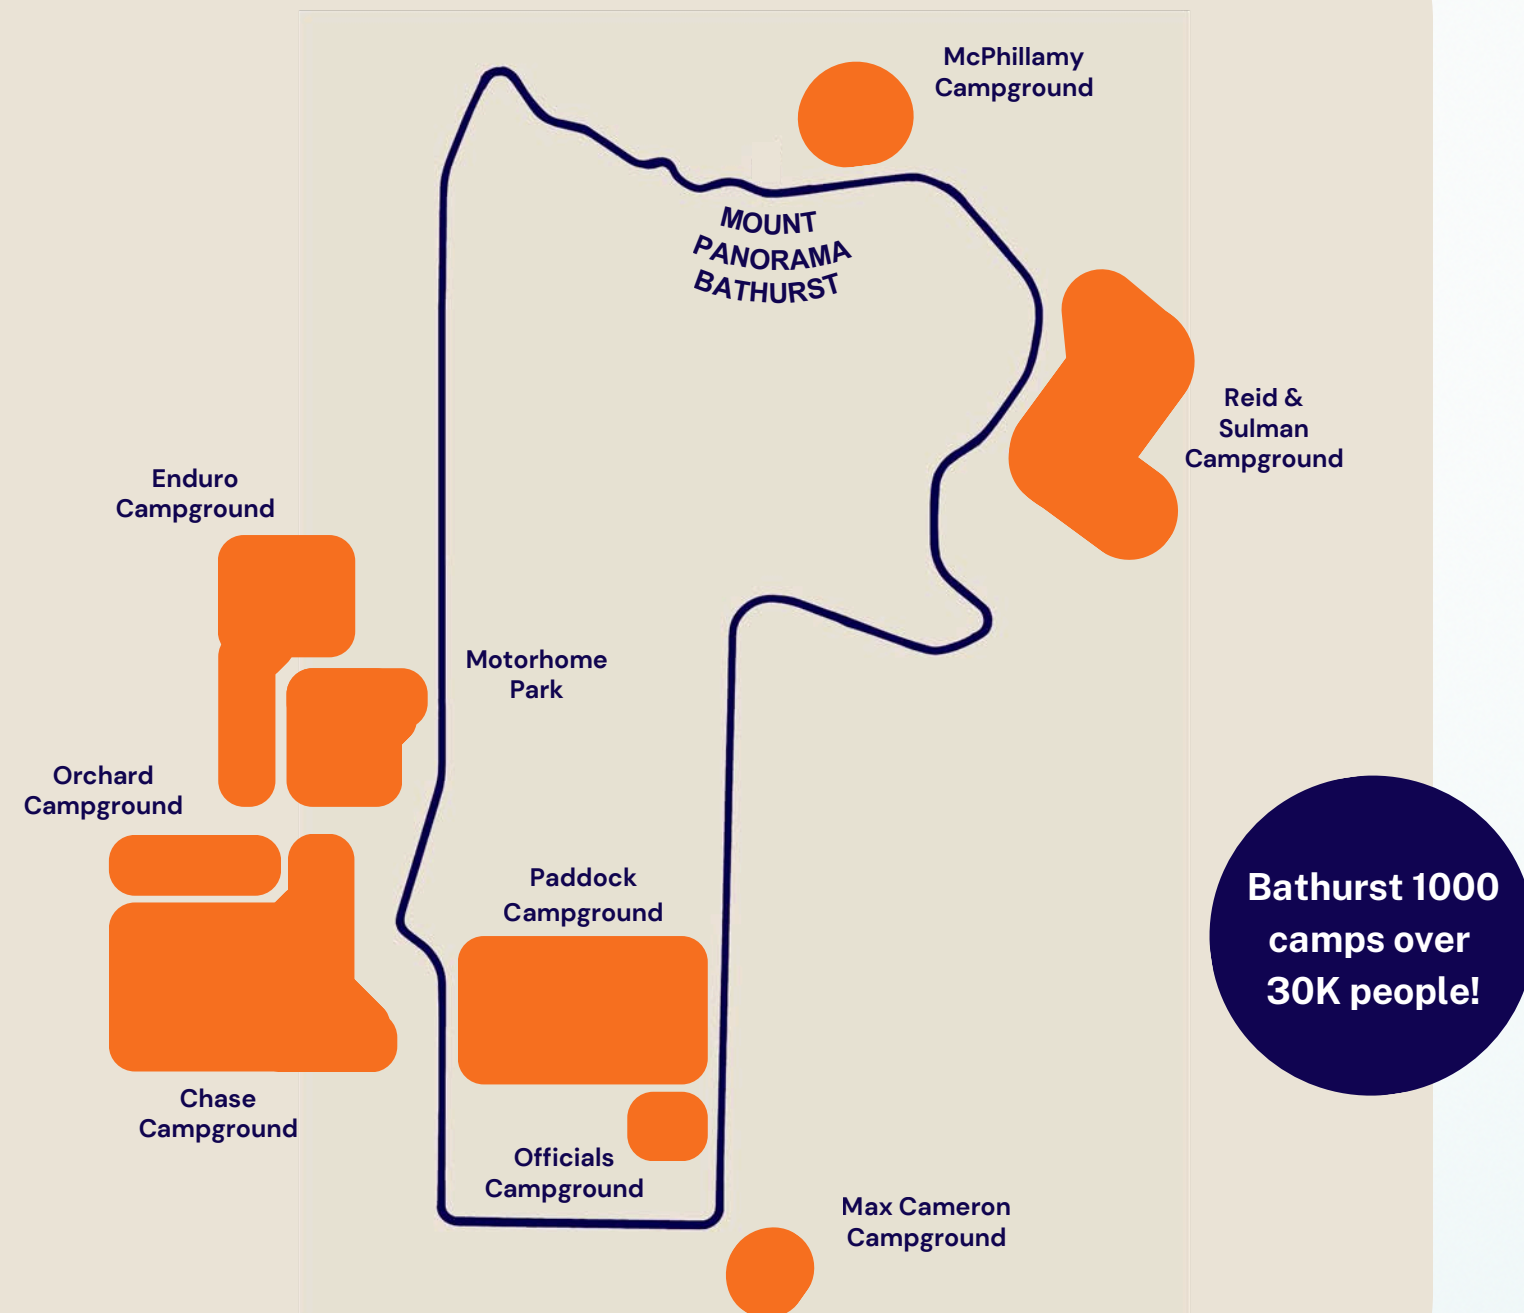 McPhillamy
Campground
MOUNT
PANORAMA
BATHURST
Reid &
Sulman
Campground
Enduro
Campground
Motorhome
Park
Orchard
Campground
Paddock
Campground
Bathurst 1000
camps over
30K people!
Chase
Campground
Officials
Campground
Max Cameron
Campground